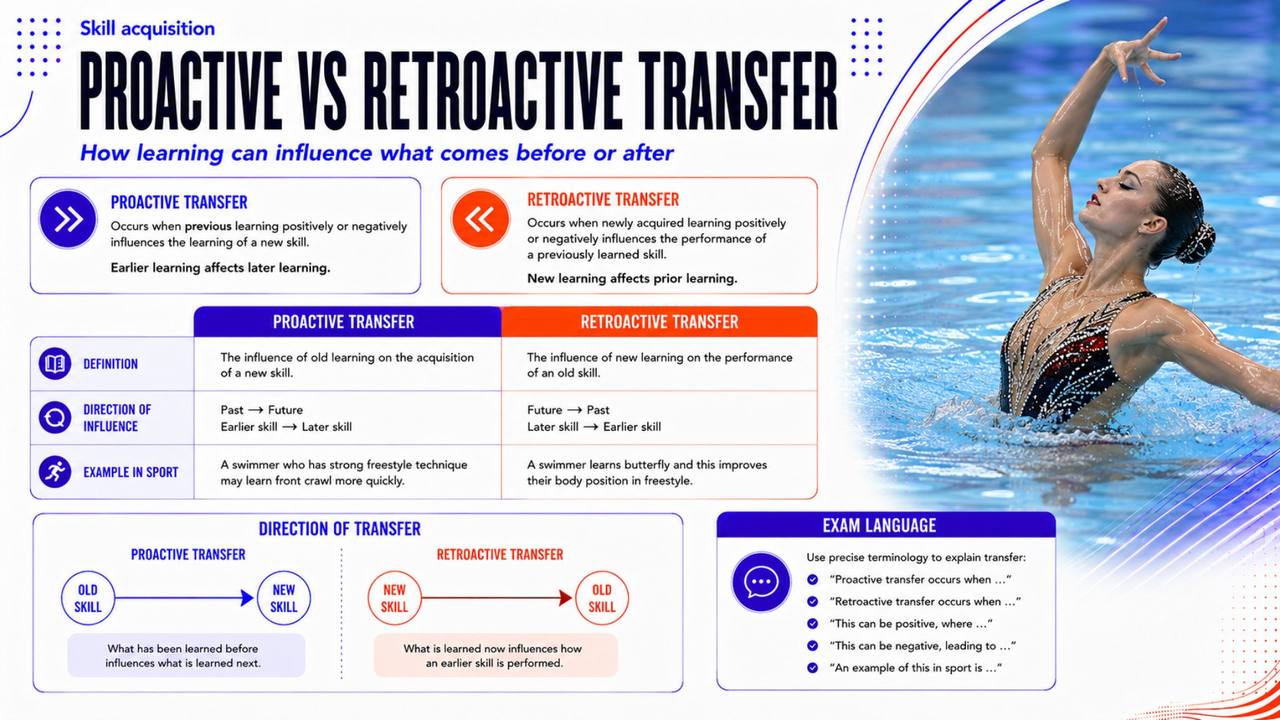 Skill acquisition
PROACTIVE VS RETROACTIVE TRANSFER
How learning can influence what comes before or after
PROACTIVE TRANSFER
Occurs when previous learning positively or negatively
influences the learning of a new skill.
Earlier learning affects later learning.
RETROACTIVE TRANSFER
Occurs when newly acquired learning positively
or negatively influences the performance of
a previously learned skill.
New learning affects prior learning.
PROACTIVE TRANSFER
RETROACTIVE TRANSFER
DEFINITION
The influence of old learning on the acquisition
of a new skill.
The influence of new learning on the performance
of an old skill.
DIRECTION OF
INFLUENCE
Past → Future
Earlier skill → Later skill
Future → Past
Later skill → Earlier skill
EXAMPLE IN SPORT
A swimmer who has strong freestyle technique
may learn front crawl more quickly.
A swimmer learns butterfly and this improves
their body position in freestyle.
DIRECTION OF TRANSFER
PROACTIVE TRANSFER
OLD
SKILL
NEW
SKILL
What has been learned before
influences what is learned next.
RETROACTIVE TRANSFER
NEW
SKILL
OLD
SKILL
What is learned now influences how
an earlier skill is performed.
EXAM LANGUAGE
Use precise terminology to explain transfer:
“Proactive transfer occurs when ...”
“Retroactive transfer occurs when ...”
“This can be positive, where ...”
“This can be negative, leading to ...”
“An example of this in sport is ...”